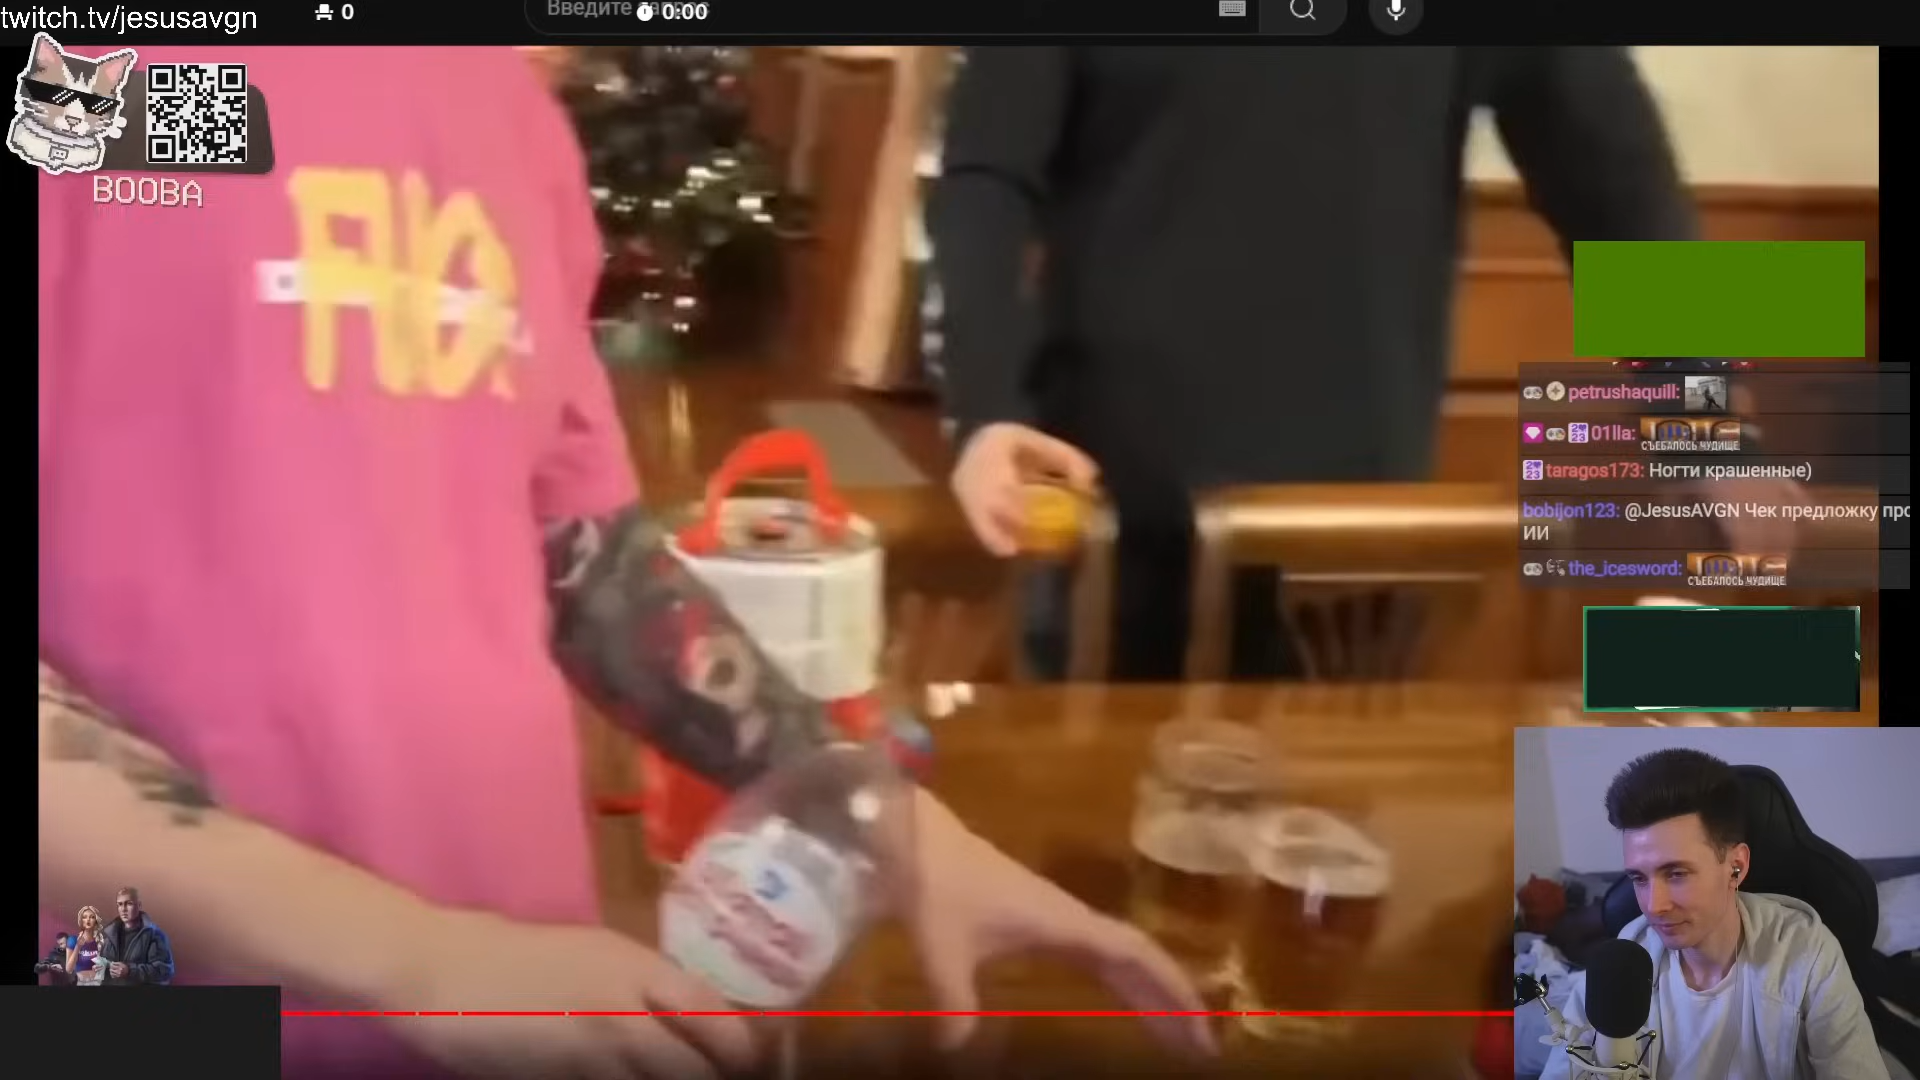 twitch.tv/jesusavgn
0
Введите запрос
0:00
BOOBA
petrushaquill:
01lla: СЪЕБАЛОСЬ ЧУДИЩЕ
taragos173: Ногти крашенные)
bobijon123: @JesusAVGN Чек предложку про
ИИ
the_icesword: СЪЕБАЛОСЬ ЧУДИЩЕ